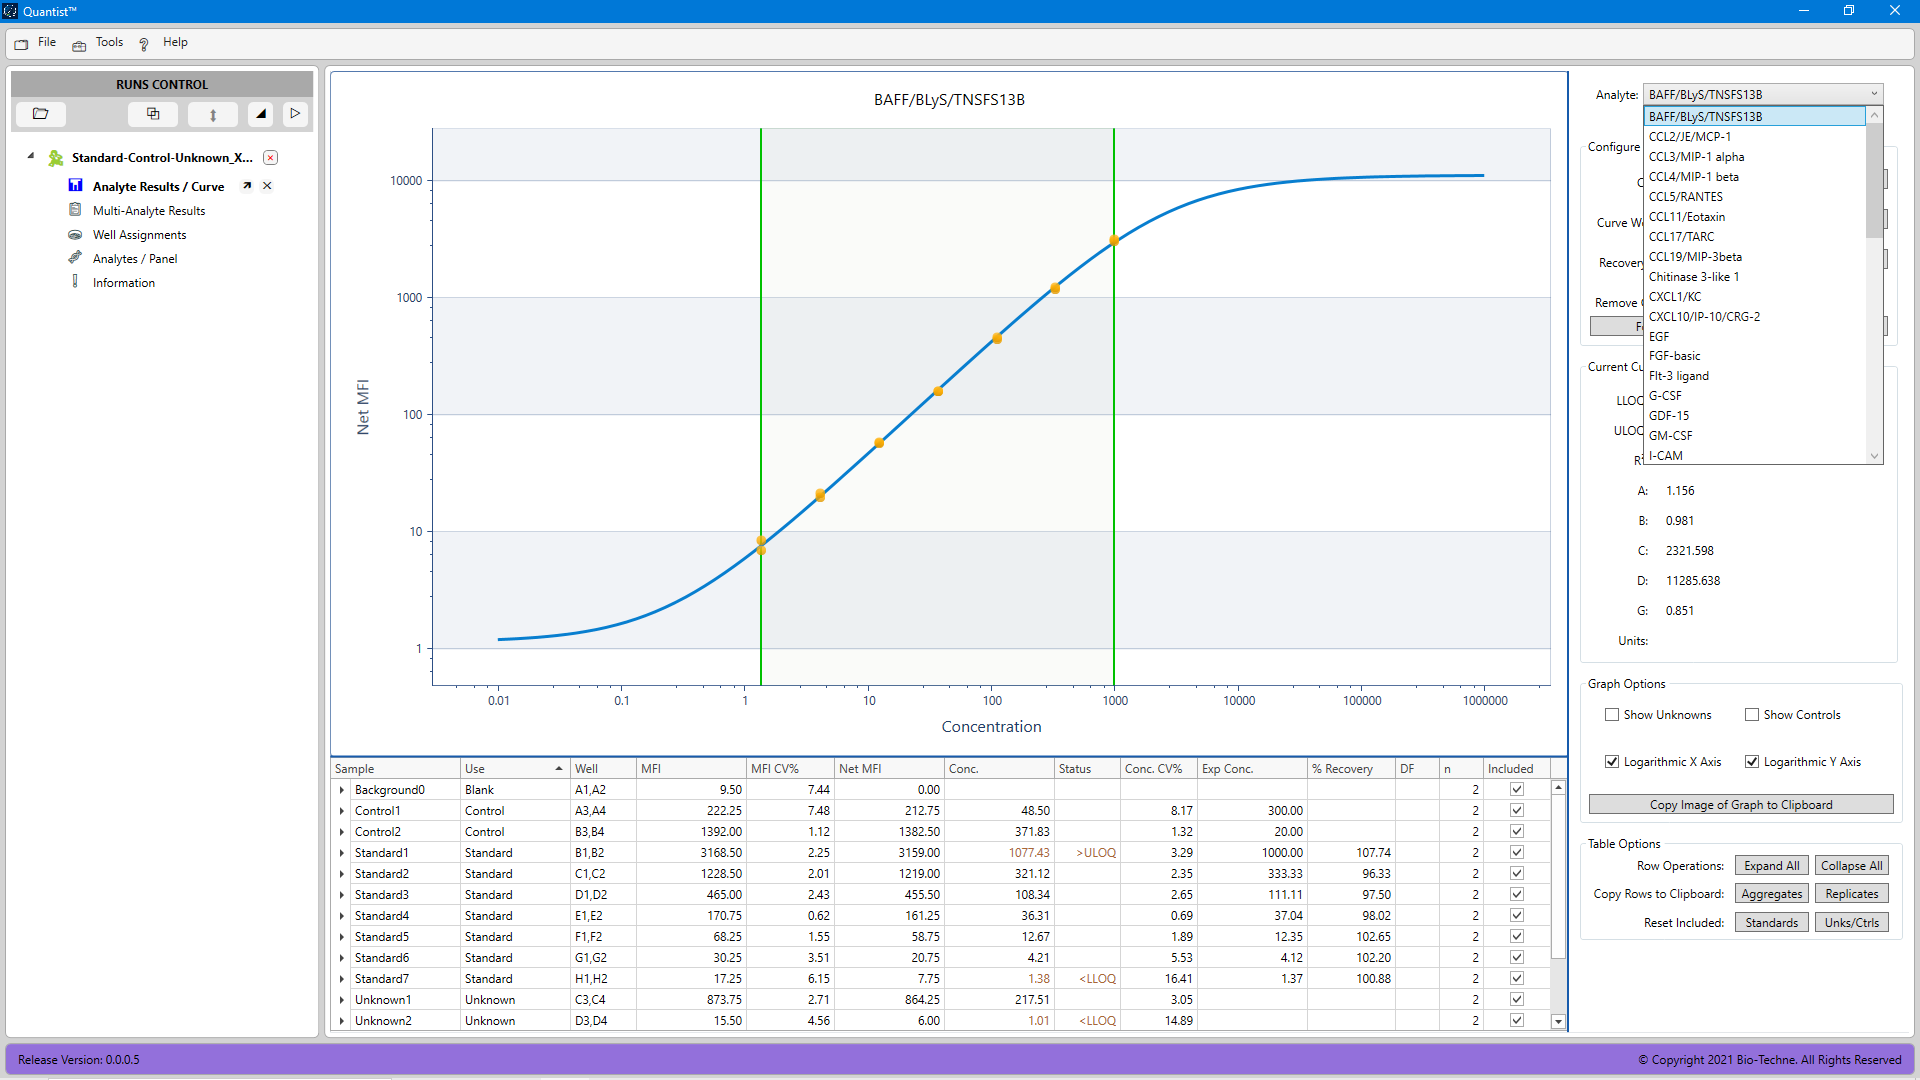 Quantist™
File Tools Help
RUNS CONTROL
Standard-Control-Unknown_X...
Analyte Results / Curve
Multi-Analyte Results
Well Assignments
Analytes / Panel
Information
BAFF/BLyS/TNSFS13B
Net MFI
10000
1000
100
10
1
0.01 0.1 1 10 100 1000 10000 100000 1000000
Concentration
Analyte: BAFF/BLyS/TNSFS13B
BAFF/BLyS/TNSFS13B
CCL2/JE/MCP-1
CCL3/MIP-1 alpha
CCL4/MIP-1 beta
CCL5/RANTES
CCL11/Eotaxin
CCL17/TARC
CCL19/MIP-3beta
Chitinase 3-like 1
CXCL1/KC
CXCL10/IP-10/CRG-2
EGF
FGF-basic
Flt-3 ligand
G-CSF
GDF-15
GM-CSF
I-CAM
Configure
Curve
Recovery
Remove
Current
A: 1.156
B: 0.981
C: 2321.598
D: 11285.638
G: 0.851
Units:
Graph Options
Show Unknowns Show Controls
Logarithmic X Axis Logarithmic Y Axis
Copy Image of Graph to Clipboard
Table Options
Row Operations: Expand All Collapse All
Copy Rows to Clipboard: Aggregates Replicates
Reset Included: Standards Unks/Ctrls
Sample Use Well MFI MFI CV% Net MFI Conc. Status Conc. CV% Exp Conc. % Recovery DF n Included
Background0 Blank A1,A2 9.50 7.44 0.00 2
Control1 Control A3,A4 222.25 7.48 212.75 48.50 8.17 300.00 2
Control2 Control B3,B4 1392.00 1.12 1382.50 371.83 1.32 20.00 2
Standard1 Standard B1,B2 3168.50 2.25 3159.00 1077.43 >ULOQ 3.29 1000.00 107.74 2
Standard2 Standard C1,C2 1228.50 2.01 1219.00 321.12 2.35 333.33 96.33 2
Standard3 Standard D1,D2 465.00 2.43 455.50 108.34 2.65 111.11 97.50 2
Standard4 Standard E1,E2 170.75 0.62 161.25 36.31 0.69 37.04 98.02 2
Standard5 Standard F1,F2 68.25 1.55 58.75 12.67 1.89 12.35 102.65 2
Standard6 Standard G1,G2 30.25 3.51 20.75 4.21 5.53 4.12 102.20 2
Standard7 Standard H1,H2 17.25 6.15 7.75 1.38 <LLOQ 16.41 1.37 100.88 2
Unknown1 Unknown C3,C4 873.75 2.71 864.25 217.51 3.05 2
Unknown2 Unknown D3,D4 15.50 4.56 6.00 1.01 <LLOQ 14.89 2
Release Version: 0.0.0.5
© Copyright 2021 Bio-Techne. All Rights Reserved